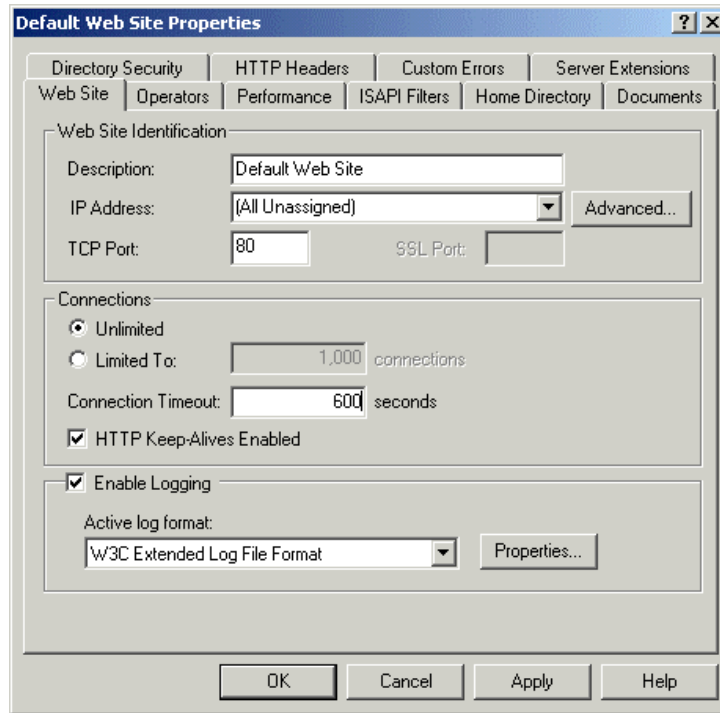 Default Web Site Properties
Directory Security HTTP Headers Custom Errors Server Extensions
Web Site Operators Performance ISAPI Filters Home Directory Documents
Web Site Identification
Description: Default Web Site
IP Address: (All Unassigned) Advanced...
TCP Port: 80 SSL Port:
Connections
Unlimited
Limited To: 1,000 connections
Connection Timeout: 600 seconds
HTTP Keep-Alives Enabled
Enable Logging
Active log format:
W3C Extended Log File Format Properties...
OK Cancel Apply Help